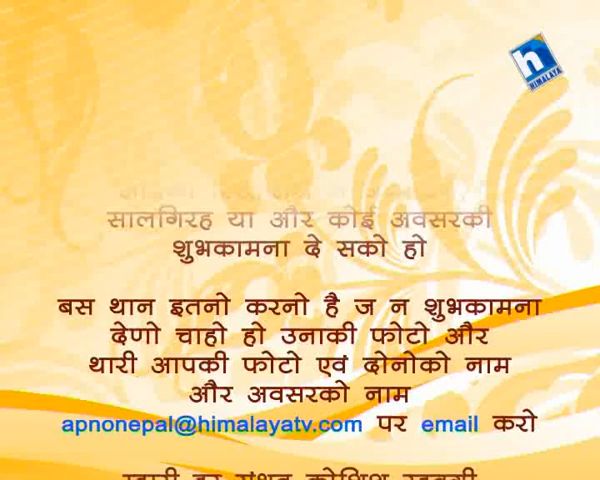 HIMALAYA
सालगिरह या और कोई अवसरकी
शुभकामना दे सको हो
बस थान इतनो करनो है ज न शुभकामना
देणो चाहो हो उनाकी फोटो और
थारी आपकी फोटो एवं दोनोको नाम
और अवसरको नाम
apnonepal@himalayatv.com पर email करो